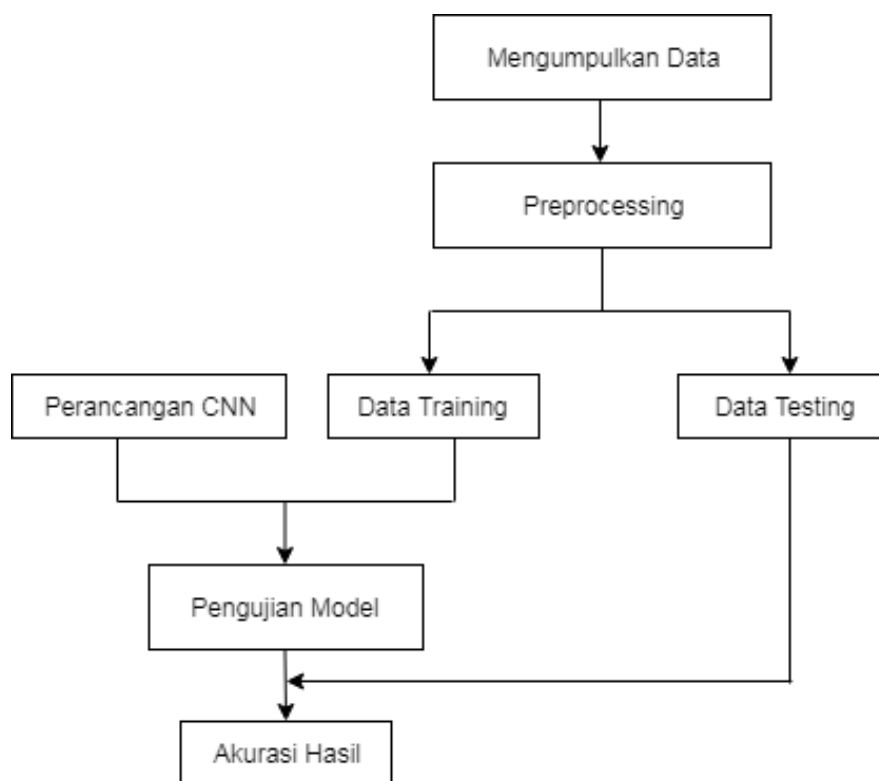 Mengumpulkan Data
Preprocessing
Perancangan CNN
Data Training
Data Testing
Pengujian Model
Akurasi Hasil